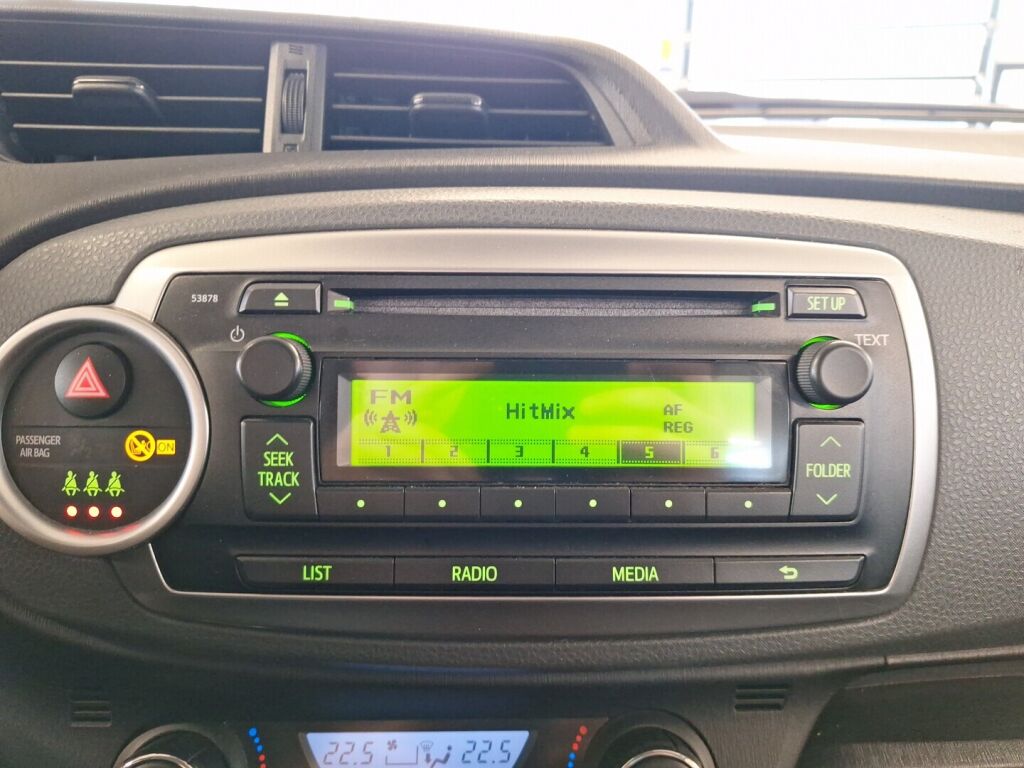 53878
SET UP
TEXT
FM
HitMix
AF
REG
1 2 3 4 5 6
PASSENGER
AIR BAG
ON
SEEK
TRACK
FOLDER
LIST
RADIO
MEDIA
22.5
22.5